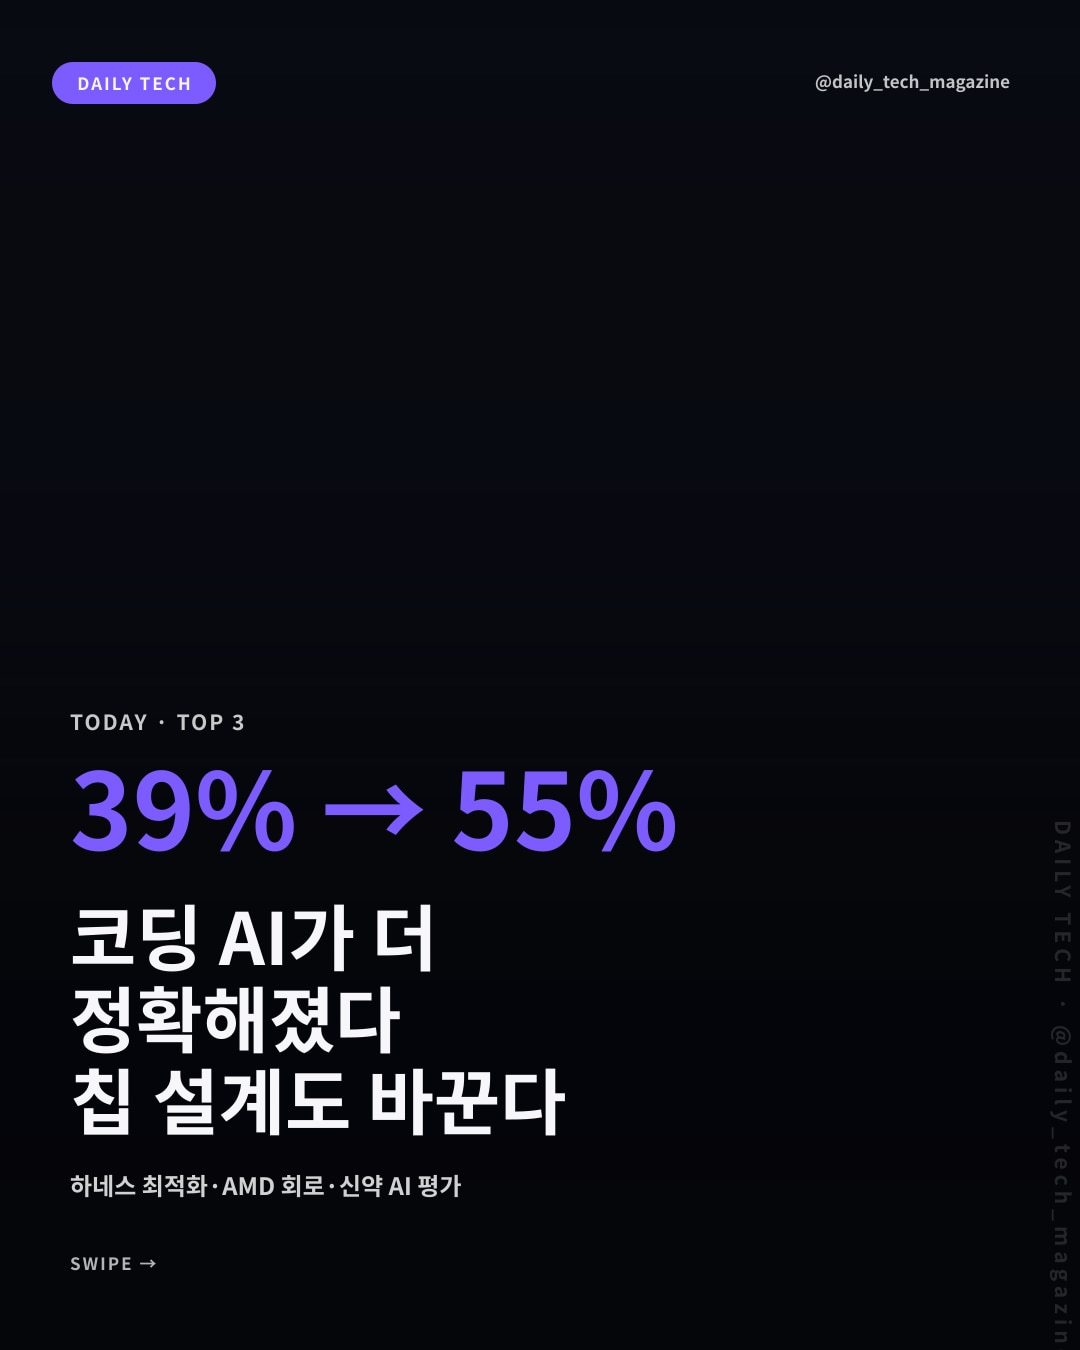 DAILY TECH
@daily_tech_magazine
TODAY · TOP 3
39% → 55%
코딩 AI가 더
정확해졌다
칩 설계도 바꾼다
하네스 최적화·AMD 회로·신약 AI 평가
SWIPE →
DAILY TECH · @daily_tech_magazin